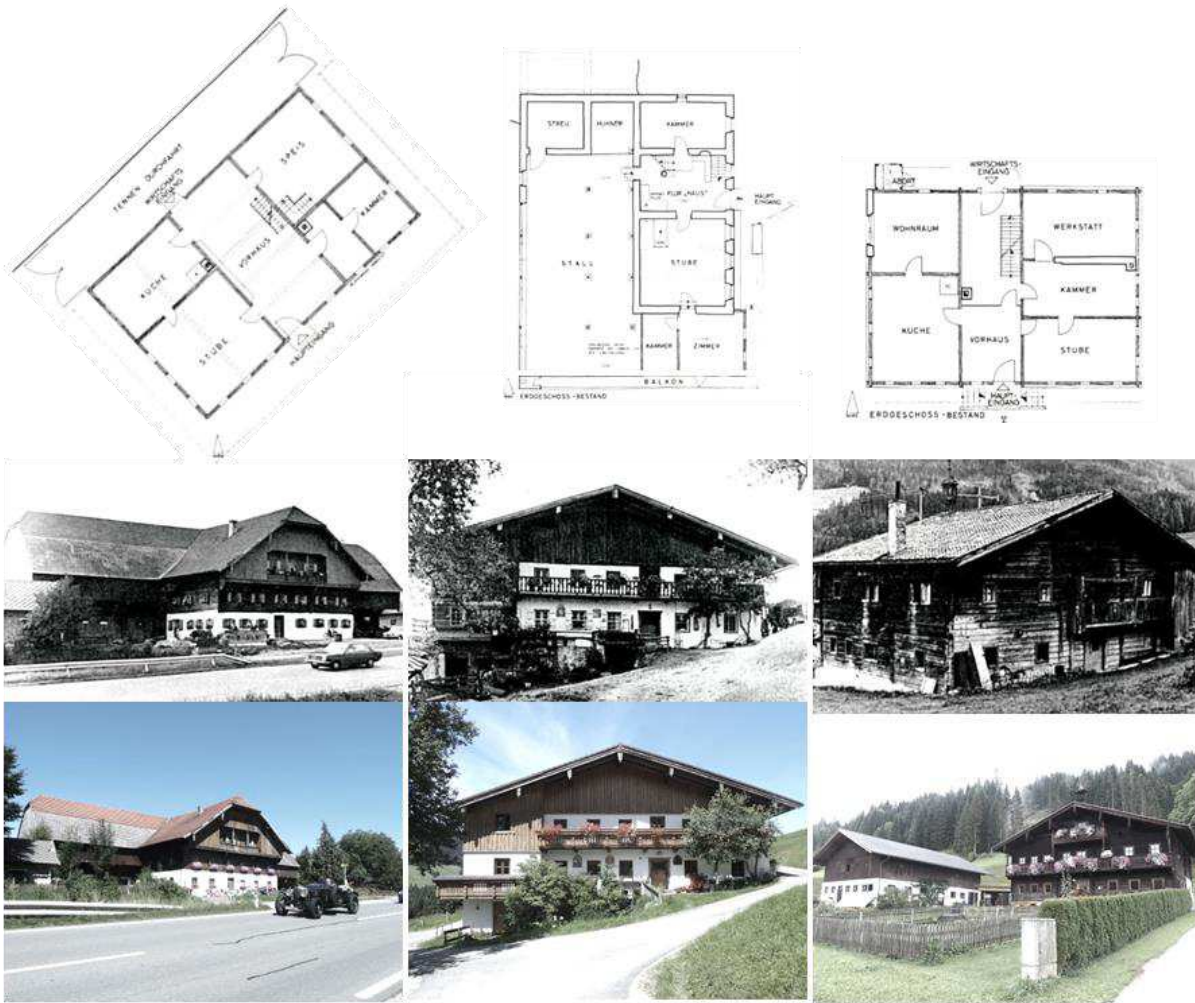 TENNEN DURCHFAHRT
WIRTSCHAFTS
EINGANG
SPEIS
KAMMER
VORHAUS
KÜCHE
STUBE
HAUPTEINGANG
STREU
HÜHNER
KAMMER
FLUR „HAUS"
HAUPT
EINGANG
STALL
STUBE
KAMMER
ZIMMER
BALKON
ERDGESCHOSS-BESTAND
WIRTSCHAFTS-
EINGANG
ABORT
WOHNRAUM
WERKSTATT
KAMMER
KÜCHE
VORHAUS
STUBE
HAUPT-
EINGANG
ERDGESCHOSS-BESTAND